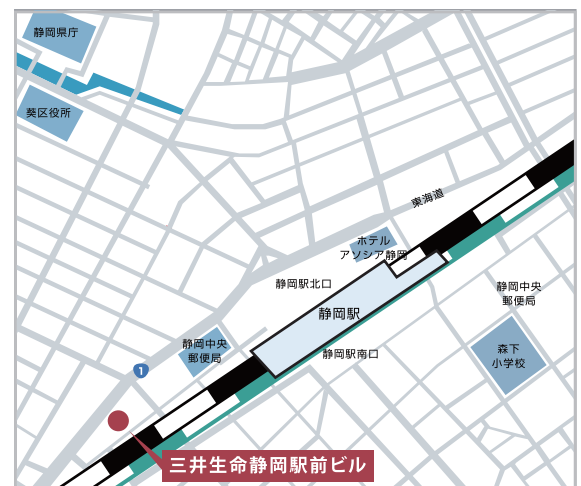 静岡県庁
葵区役所
東海道
ホテル
アソシア静岡
静岡駅北口
静岡中央
郵便局
静岡駅
静岡中央
郵便局
静岡駅南口
森下
小学校
1
三井生命静岡駅前ビル